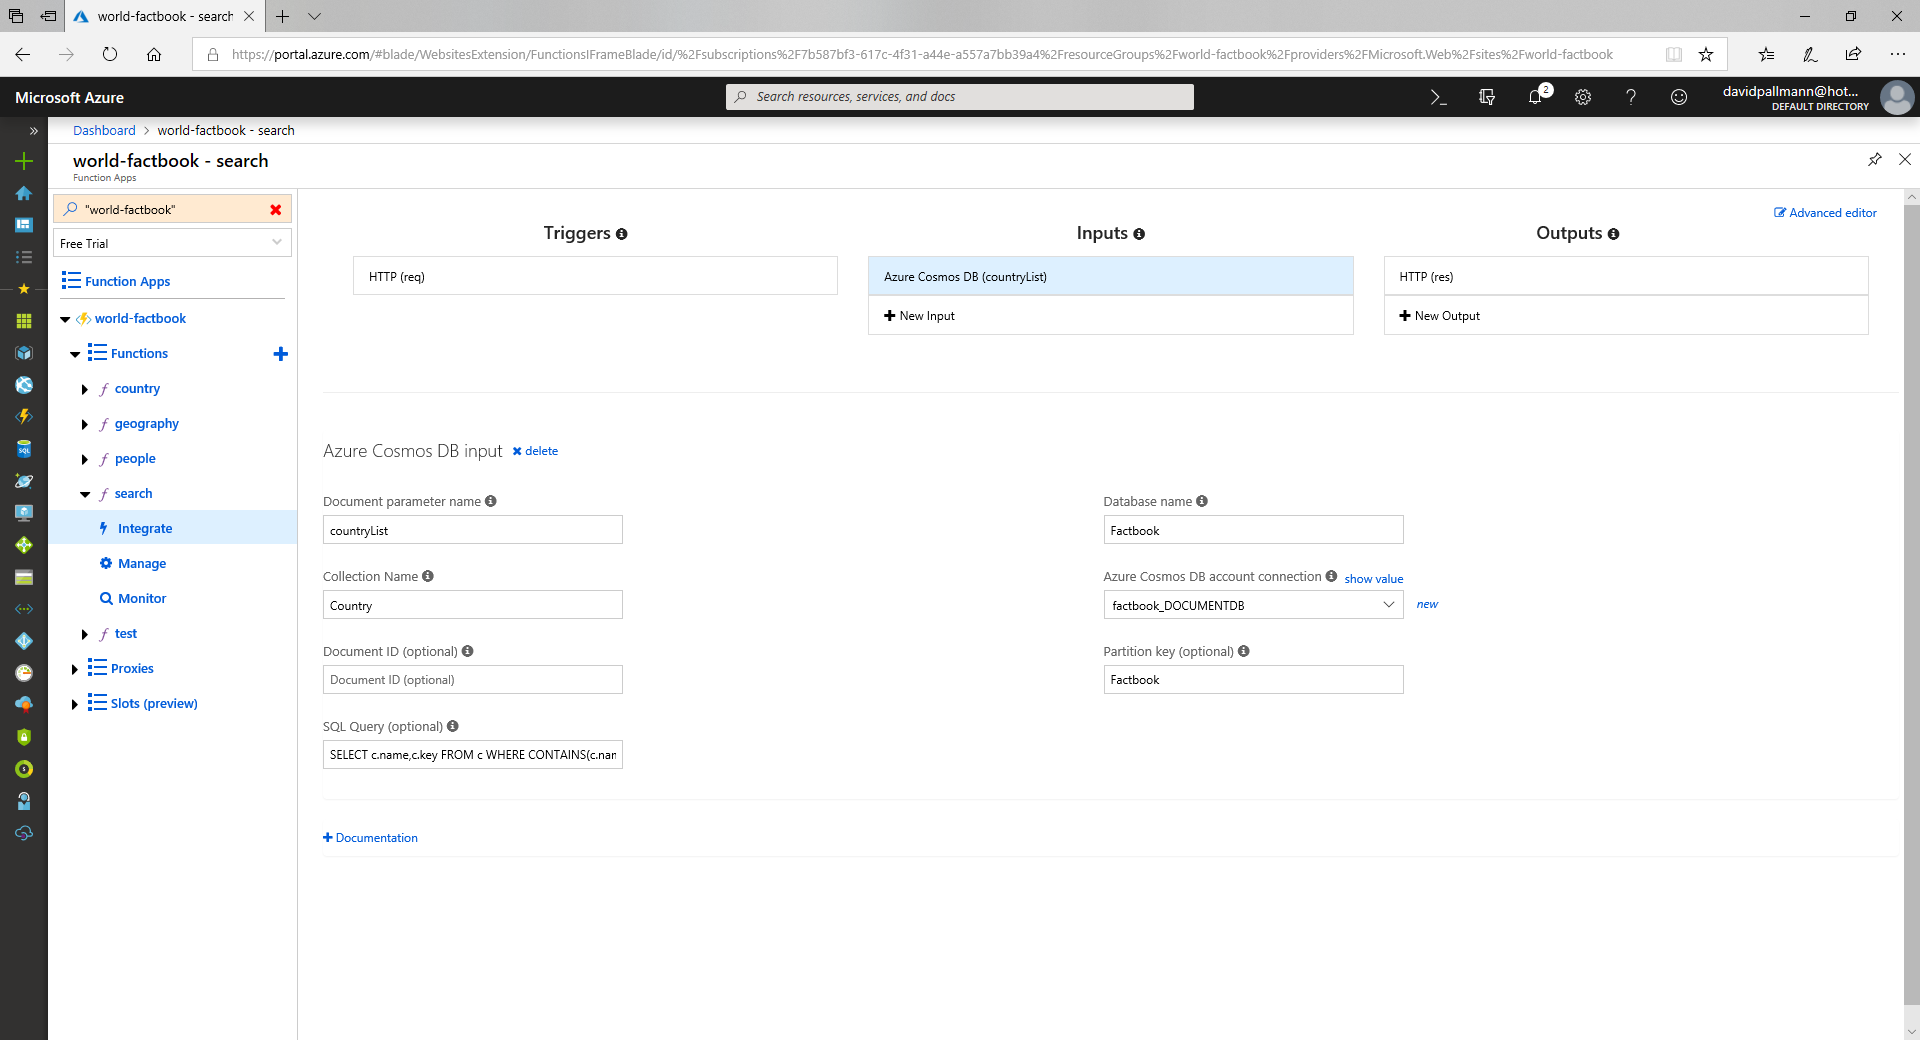 world-factbook - search
https://portal.azure.com/#blade/WebsitesExtension/FunctionsIFrameBlade/id/%2Fsubscriptions%2F7b587bf3-617c-4f31-a44e-a557a7bb39a4%2FresourceGroups%2Fworld-factbook%2Fproviders%2FMicrosoft.Web%2Fsites%2Fworld-factbook
Microsoft Azure
Search resources, services, and docs
2
davidpallmann@hot...
DEFAULT DIRECTORY
Dashboard > world-factbook - search
world-factbook - search
Function Apps
"world-factbook"
Free Trial
Function Apps
world-factbook
Functions
country
geography
people
search
Integrate
Manage
Monitor
test
Proxies
Slots (preview)
Advanced editor
Triggers
HTTP (req)
Inputs
Azure Cosmos DB (countryList)
New Input
Outputs
HTTP (res)
New Output
Azure Cosmos DB input delete
Document parameter name
countryList
Database name
Factbook
Collection Name
Country
Azure Cosmos DB account connection show value
factbook_DOCUMENTDB
new
Document ID (optional)
Document ID (optional)
Partition key (optional)
Factbook
SQL Query (optional)
SELECT c.name,c.key FROM c WHERE CONTAINS(c.nam
Documentation